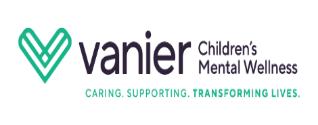 vanier Children's
Mental Wellness
CARING. SUPPORTING. TRANSFORMING LIVES.